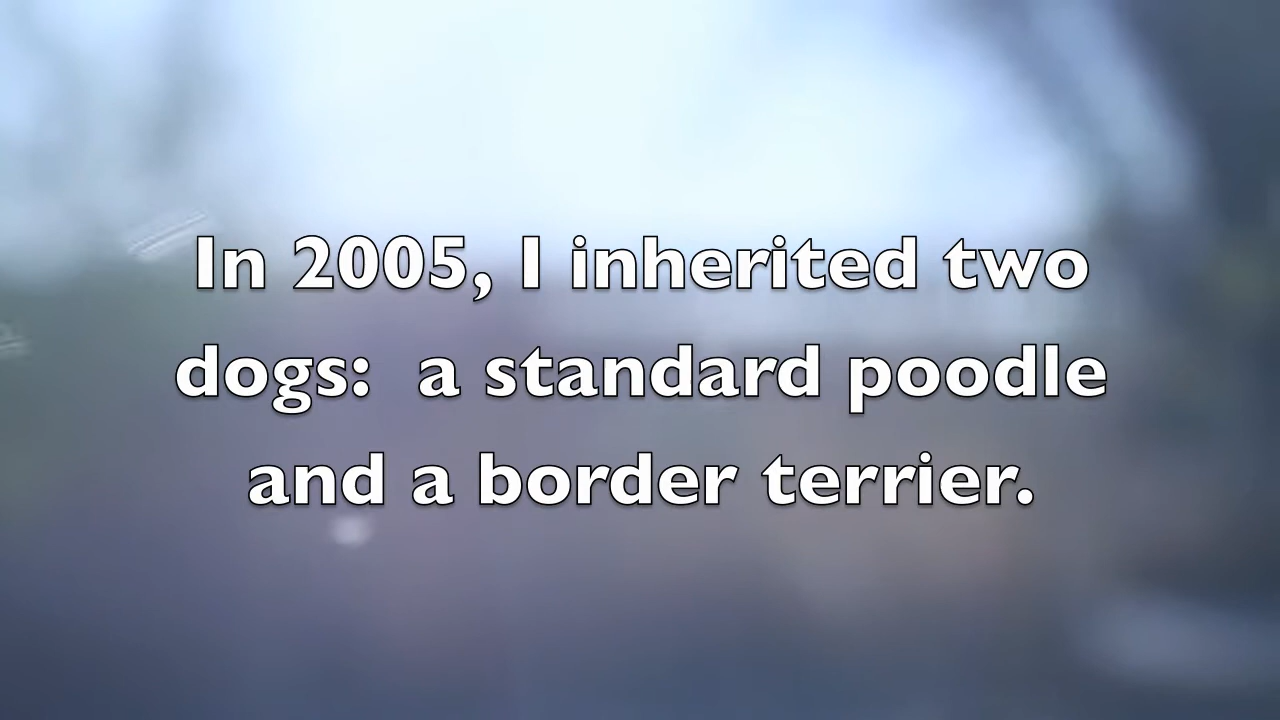 In 2005, I inherited two
dogs:  a standard poodle
and a border terrier.